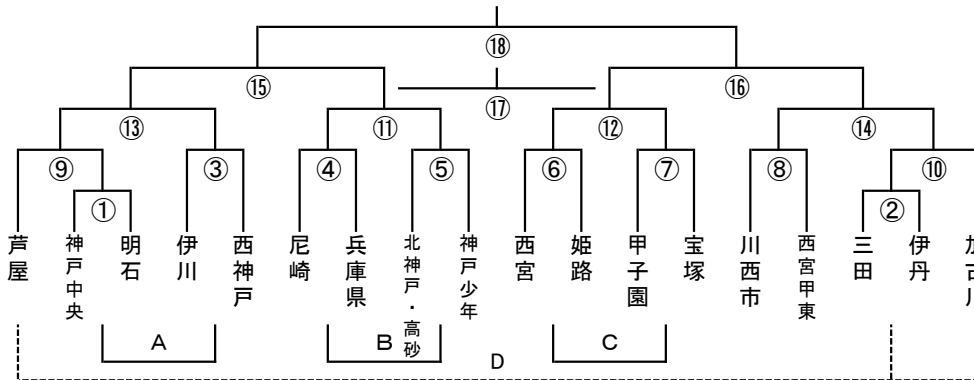 ⑱
⑮
⑯
⑰
⑬
⑪
⑫
⑭
⑨
③
④
⑤
⑥
⑦
⑧
⑩
①
②
芦屋
神戸中央
明石
伊川
西神戸
尼崎
兵庫県
北神戸・高砂
神戸少年
西宮
姫路
甲子園
宝塚
川西市
西宮甲東
三田
伊丹
加古川
A
B
C
D